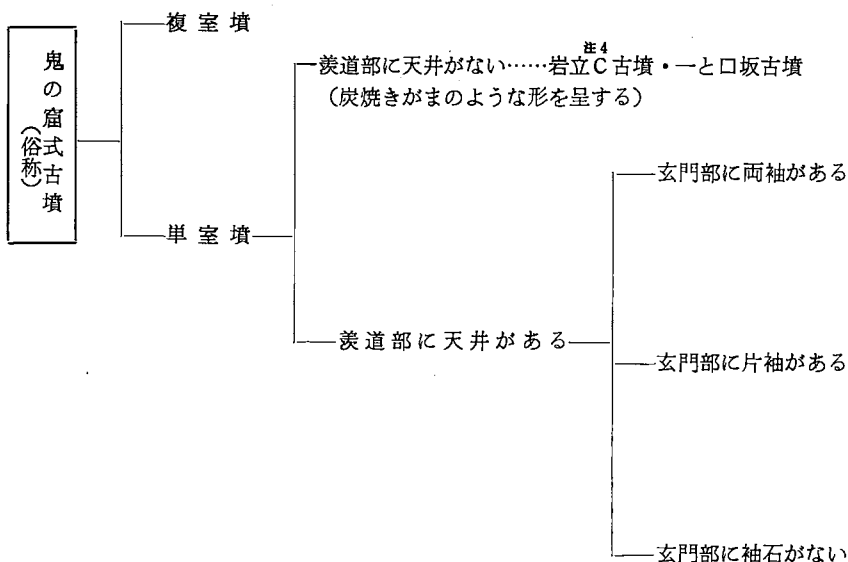 鬼の窟式古墳
(俗称)
複室墳
単室墳
羨道部に天井がない……岩立C古墳・一と口坂古墳
注4
(炭焼きがまのような形を呈する)
羨道部に天井がある
玄門部に両袖がある
玄門部に片袖がある
玄門部に袖石がない